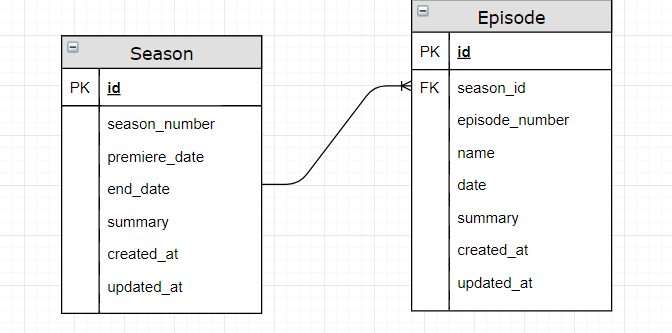 Season
PK id
season_number
premiere_date
end_date
summary
created_at
updated_at
Episode
PK id
FK season_id
episode_number
name
date
summary
created_at
updated_at